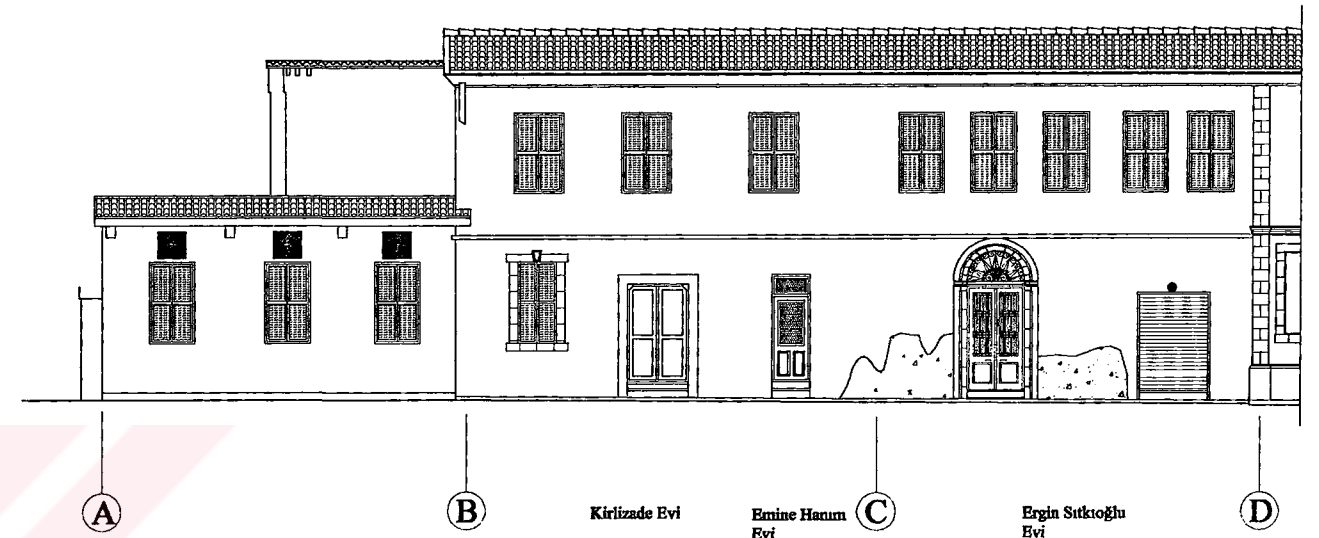 A
B
Kirlizade Evi
Emine Hanım
Evi
C
Ergin Sıtkıoğlu
Evi
D